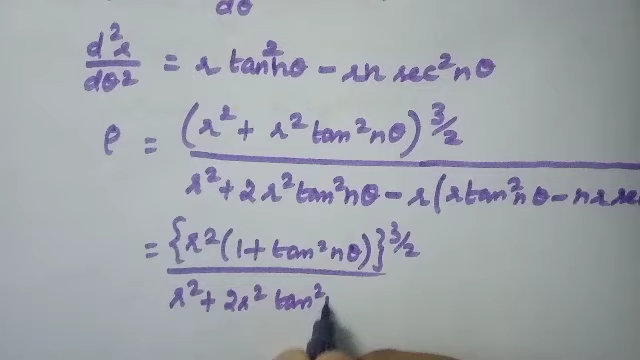 dθ
d²r/dθ² = r tan²nθ - rn sec²nθ
ρ = (r² + r² tan²nθ)^3/2 / r² + 2r² tan²nθ - r(r tan²nθ - nr sec
= {r²(1 + tan²nθ)}^3/2 / r² + 2r² tan²